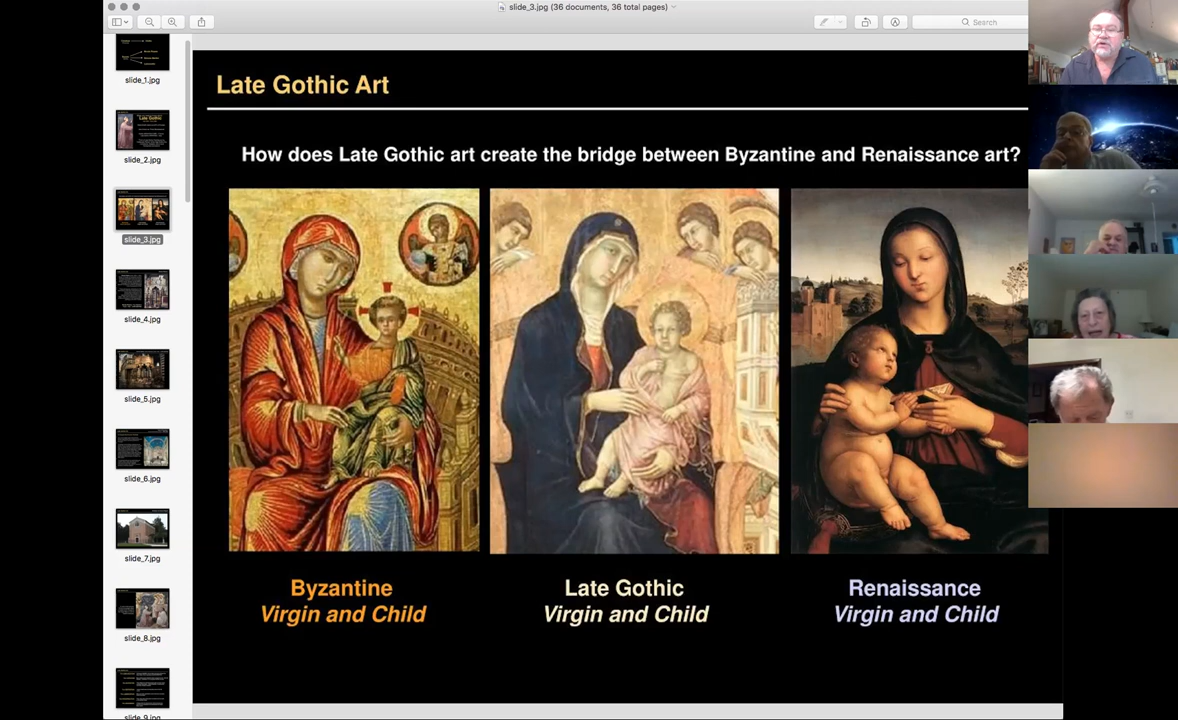 slide_3.jpg (36 documents, 36 total pages)
Search
slide_1.jpg
slide_2.jpg
slide_3.jpg
slide_4.jpg
slide_5.jpg
slide_6.jpg
slide_7.jpg
slide_8.jpg
slide_9.jpg
Late Gothic Art
How does Late Gothic art create the bridge between Byzantine and Renaissance art?
Byzantine
Virgin and Child
Late Gothic
Virgin and Child
Renaissance
Virgin and Child